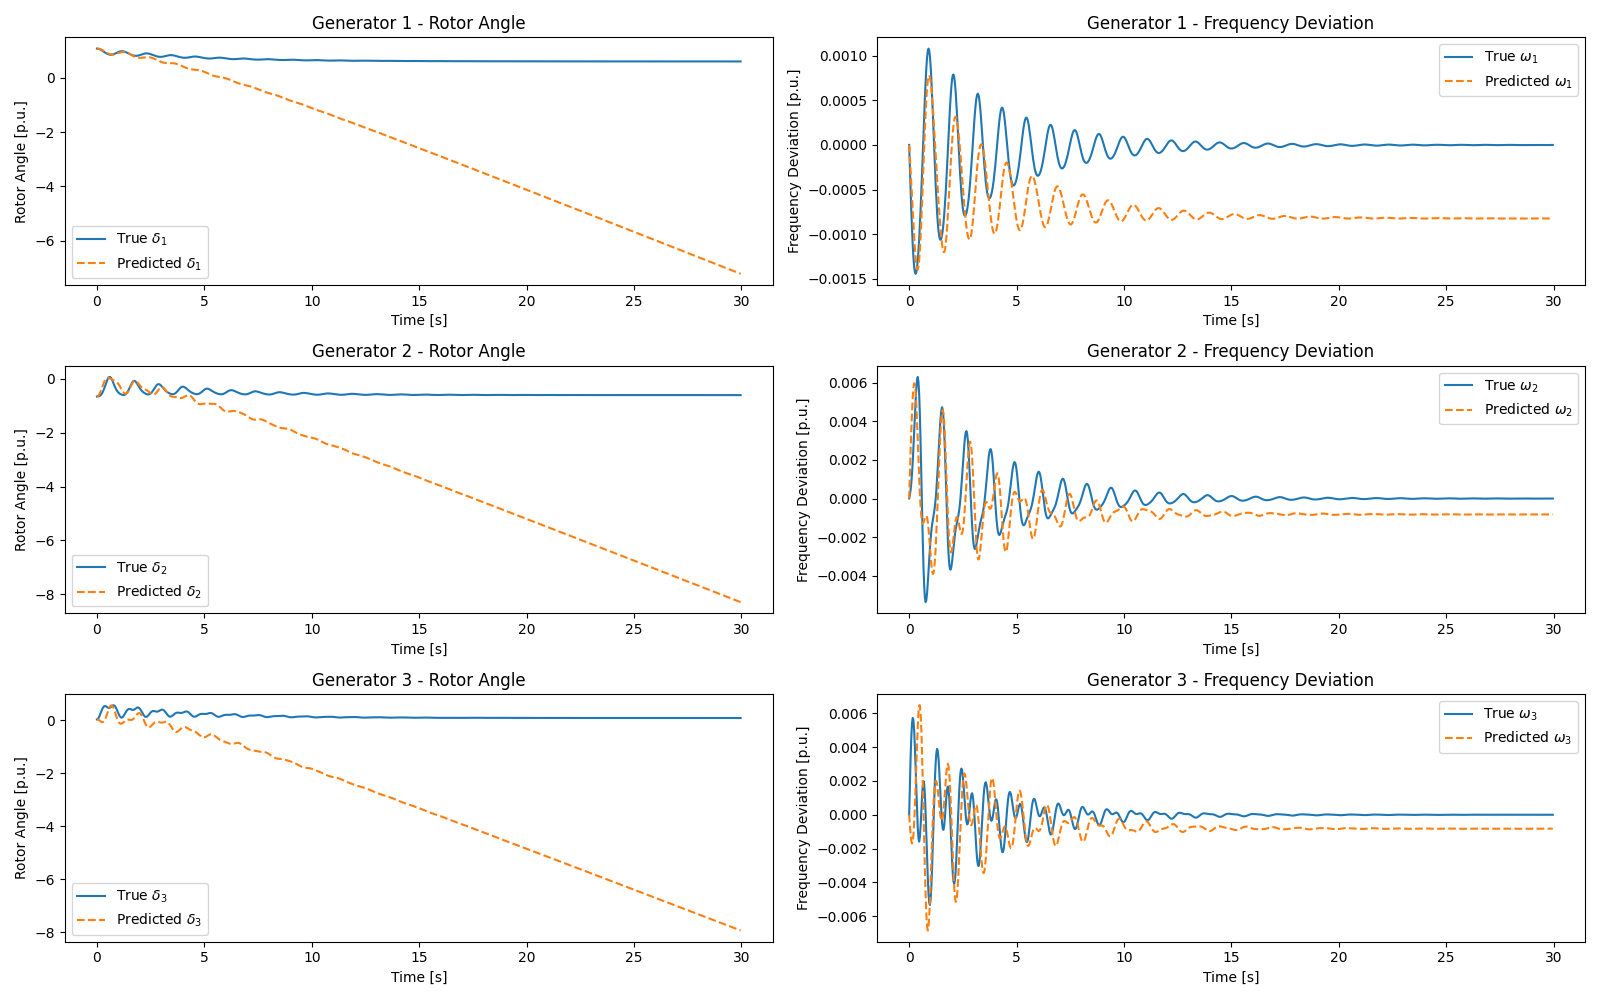 Generator 1 - Rotor Angle
Rotor Angle [p.u.]
0
−2
−4
−6
True δ1
Predicted δ1
0 5 10 15 20 25 30
Time [s]
Generator 1 - Frequency Deviation
Frequency Deviation [p.u.]
0.0010
0.0005
0.0000
−0.0005
−0.0010
−0.0015
True ω1
Predicted ω1
0 5 10 15 20 25 30
Time [s]
Generator 2 - Rotor Angle
Rotor Angle [p.u.]
0
−2
−4
−6
−8
True δ2
Predicted δ2
0 5 10 15 20 25 30
Time [s]
Generator 2 - Frequency Deviation
Frequency Deviation [p.u.]
0.006
0.004
0.002
0.000
−0.002
−0.004
True ω2
Predicted ω2
0 5 10 15 20 25 30
Time [s]
Generator 3 - Rotor Angle
Rotor Angle [p.u.]
0
−2
−4
−6
−8
True δ3
Predicted δ3
0 5 10 15 20 25 30
Time [s]
Generator 3 - Frequency Deviation
Frequency Deviation [p.u.]
0.006
0.004
0.002
0.000
−0.002
−0.004
−0.006
True ω3
Predicted ω3
0 5 10 15 20 25 30
Time [s]